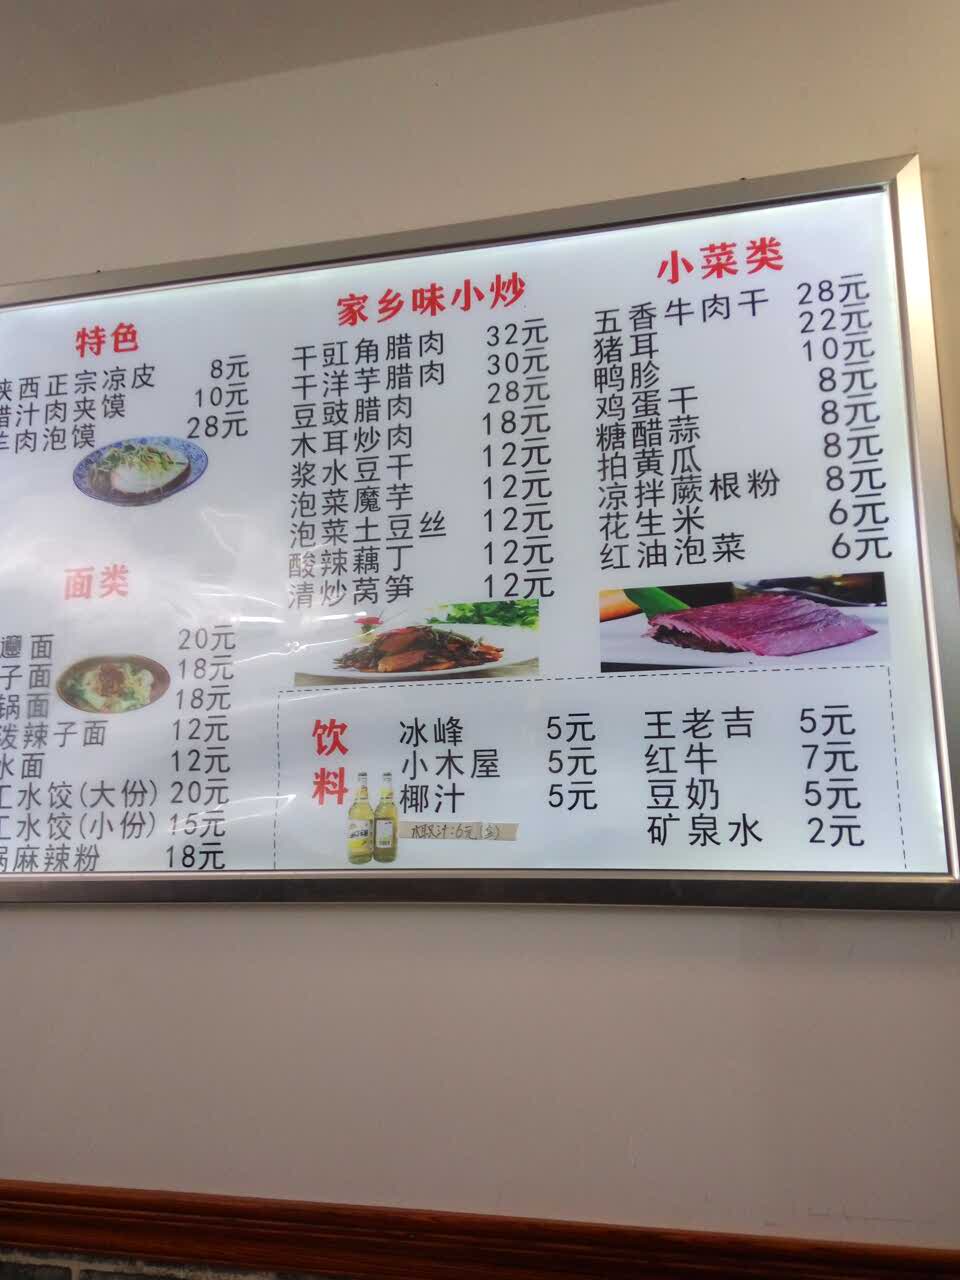 特色
陕西正宗凉皮 8元
腊汁肉夹馍 10元
羊肉泡馍 28元
面类
面 20元
子面 18元
锅面 18元
泼辣子面 12元
水面 12元
工水饺(大份) 20元
工水饺(小份) 15元
锅麻辣粉 18元
家乡味小炒
干豇角腊肉 32元
干洋芋腊肉 30元
豆豉腊肉 28元
木耳炒肉 18元
浆水豆干 12元
泡菜魔芋 12元
泡菜土豆丝 12元
酸辣藕丁 12元
清炒莴笋 12元
小菜类
五香牛肉干 28元
猪耳 22元
鸭胗 10元
鸡蛋干 8元
糖醋蒜 8元
拍黄瓜 8元
凉拌蕨根粉 8元
花生米 6元
红油泡菜 6元
饮料
冰峰 5元
小木屋 5元
椰汁 5元
汁:6元
王老吉 5元
红牛 7元
豆奶 5元
矿泉水 2元